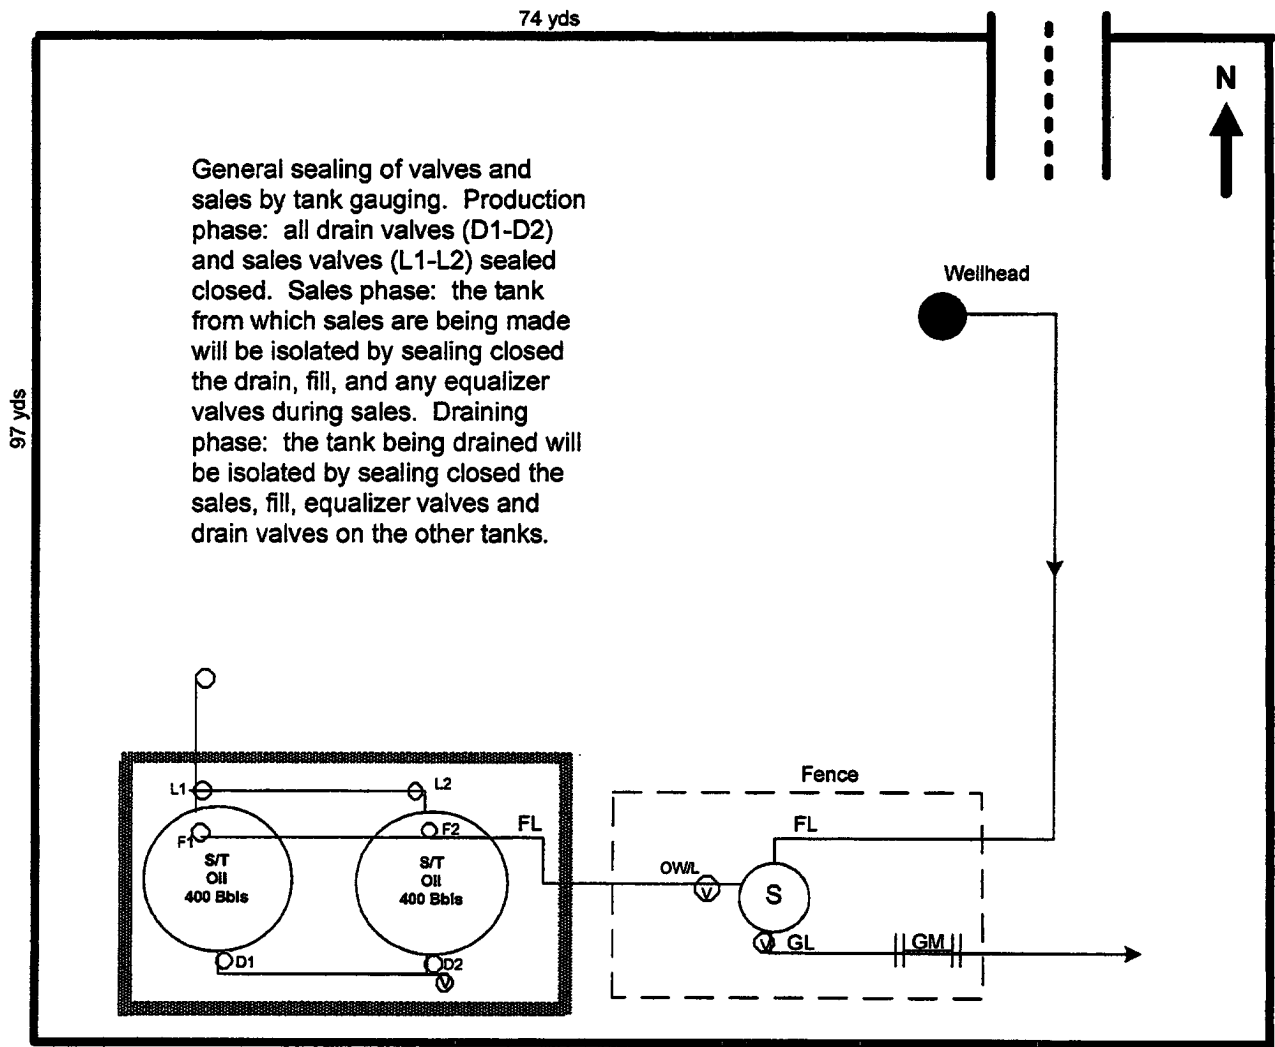 74 yds
N
General sealing of valves and
sales by tank gauging. Production
phase: all drain valves (D1-D2)
and sales valves (L1-L2) sealed
closed. Sales phase: the tank
from which sales are being made
will be isolated by sealing closed
the drain, fill, and any equalizer
valves during sales. Draining
phase: the tank being drained will
be isolated by sealing closed the
sales, fill, equalizer valves and
drain valves on the other tanks.
Wellhead
97 yds
Fence
L1
L2
F1
F2
FL
FL
S/T
Oil
400 Bbls
S/T
Oil
400 Bbls
OW/L
V
S
V
GL
GM
D1
D2
V